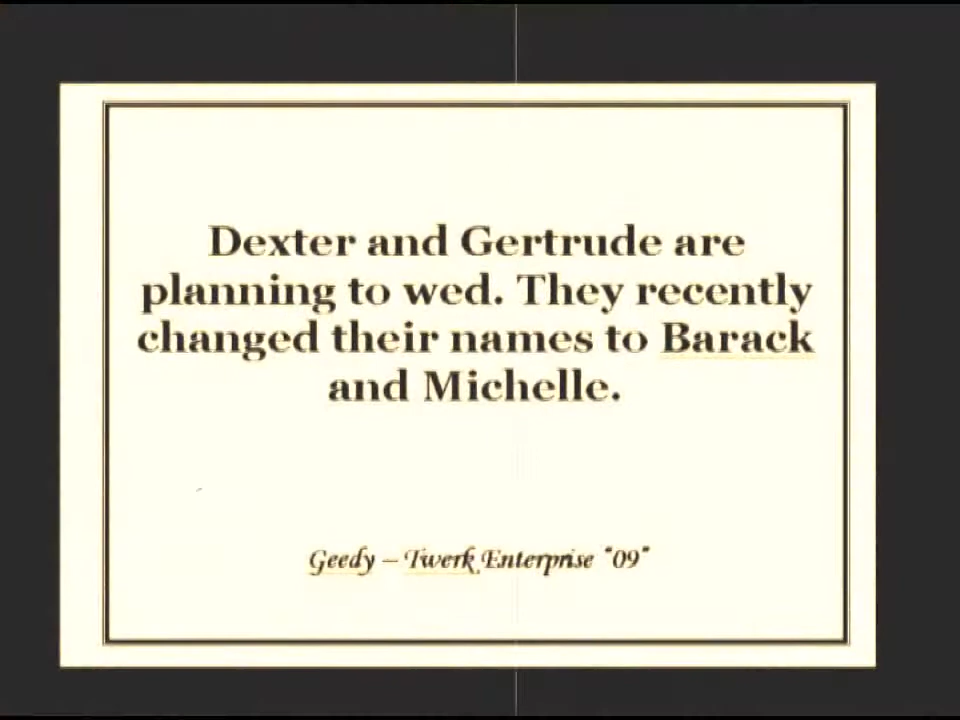 Dexter and Gertrude are
planning to wed. They recently
changed their names to Barack
and Michelle.
Geedy – Twerk Enterprise "09"